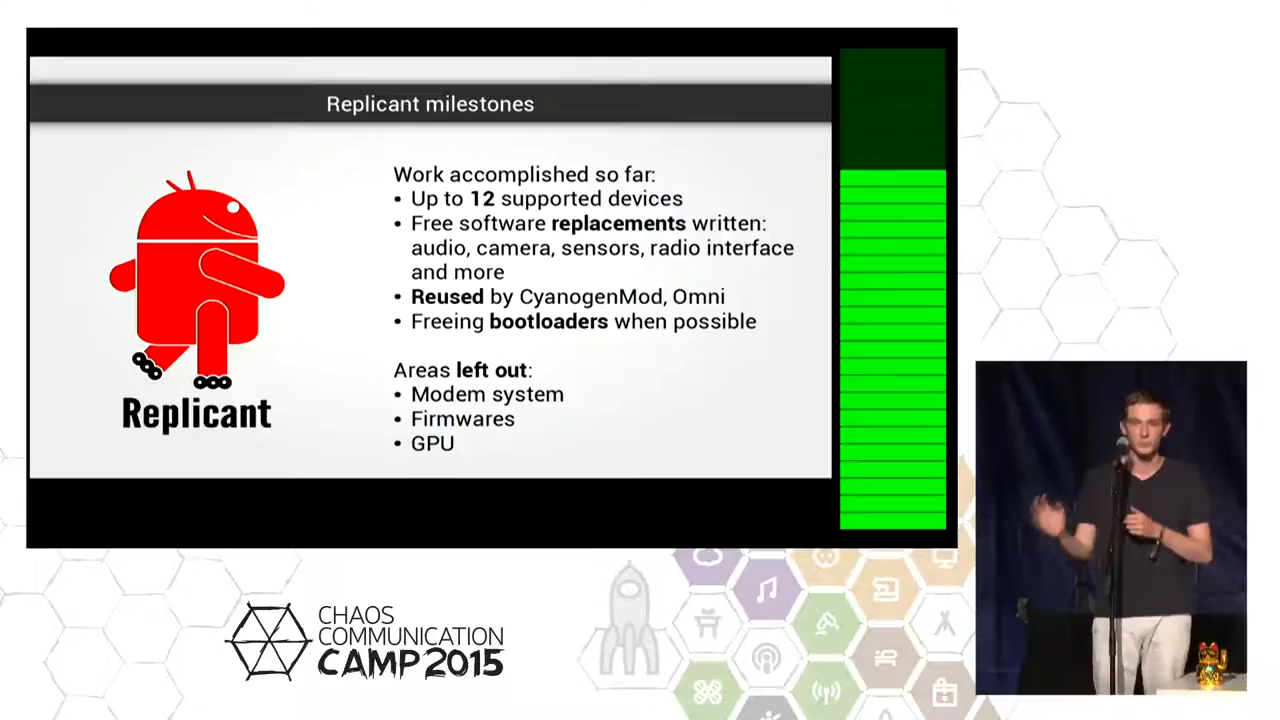 Replicant milestones
Work accomplished so far:
• Up to 12 supported devices
• Free software replacements written:
audio, camera, sensors, radio interface
and more
• Reused by CyanogenMod, Omni
• Freeing bootloaders when possible
Areas left out:
• Modem system
• Firmwares
• GPU
Replicant
CHAOS
COMMUNICATION
CAMP 2015